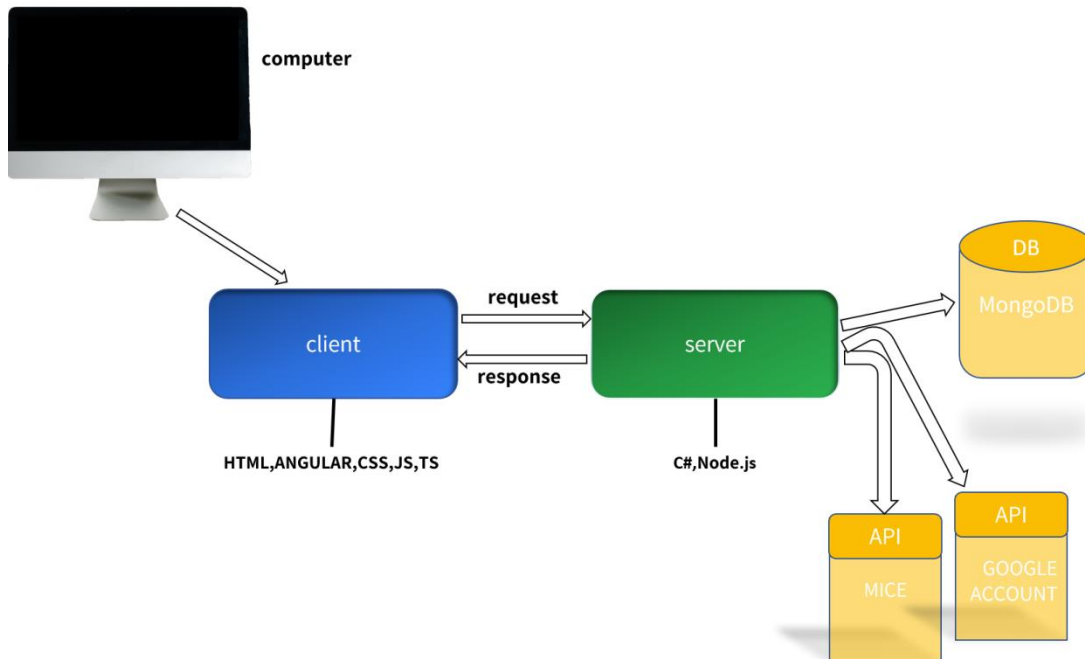 computer
request
client
server
response
HTML,ANGULAR,CSS,JS,TS
C#,Node.js
DB
MongoDB
API
MICE
API
GOOGLE
ACCOUNT